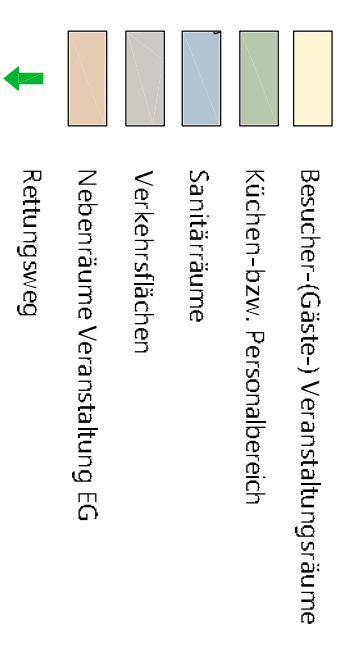 Besucher-(Gäste-) Veranstaltungsräume
Küchen-bzw. Personalbereich
Sanitärräume
Verkehrsflächen
Nebenräume Veranstaltung EG
Rettungsweg